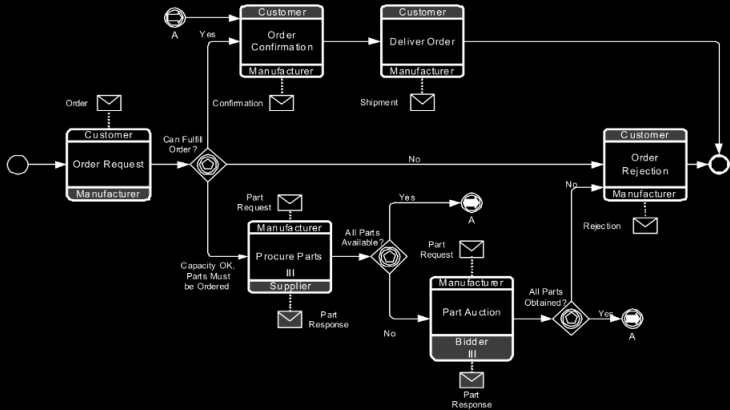 Customer
A
Yes
Order
Confirmation
Manufacturer
Confirmation
Customer
Deliver Order
Manufacturer
Shipment
Order
Customer
Order Request
Manufacturer
Can Fulfill
Order?
No
Customer
Order
Rejection
Manufacturer
Rejection
Capacity OK,
Parts Must
be Ordered
Part
Request
Manufacturer
Procure Parts
III
Supplier
Part
Response
All Parts
Available?
Yes
A
No
Part
Request
Manufacturer
Part Auction
Bidder
III
Part
Response
All Parts
Obtained?
No
Yes
A